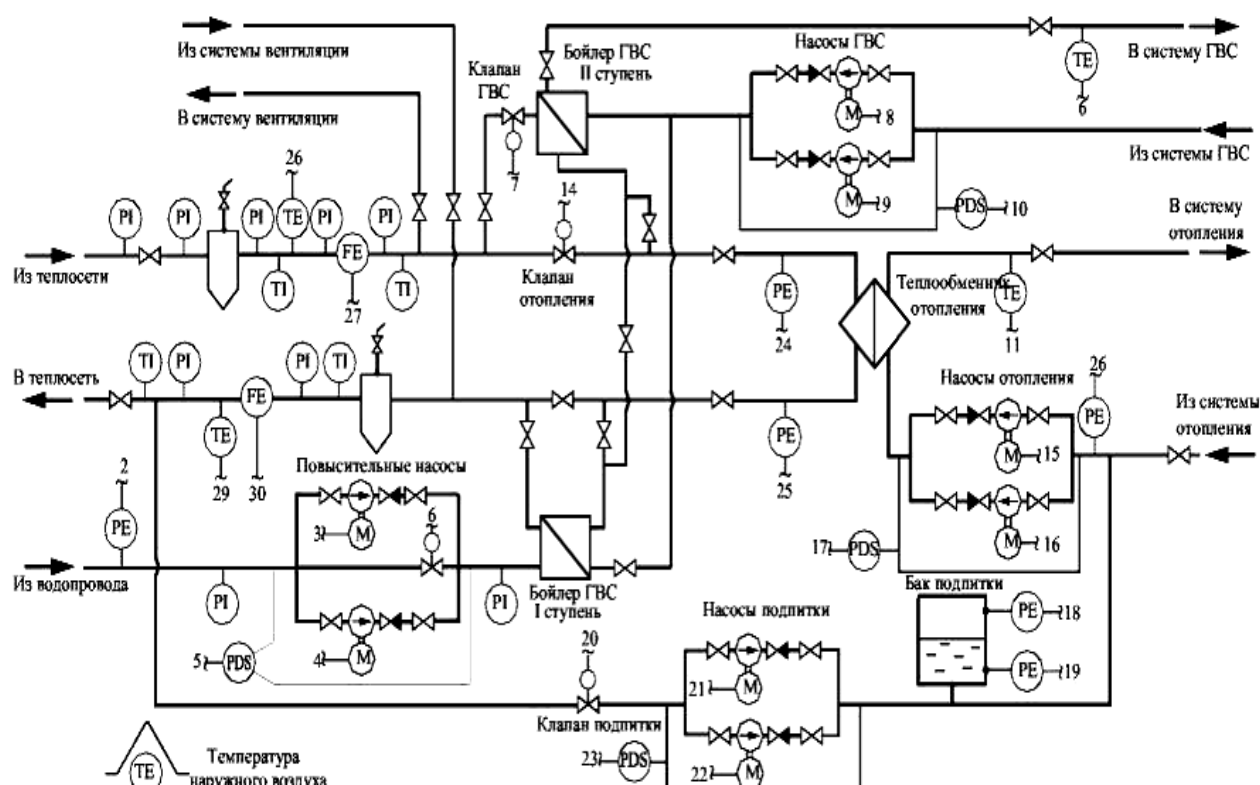 Из системы вентиляции
В систему вентиляции
Клапан ГВС
Бойлер ГВС II ступень
Насосы ГВС
В систему ГВС
Из системы ГВС
TE
6
M
8
M
9
PDS
10
7
14
26
PI
PI
PI
TE
PI
FE
PI
TI
TI
27
Из теплосети
Клапан отопления
PE
24
Теплообменник отопления
В систему отопления
TE
11
В теплосеть
TI
PI
FE
PI
TI
TE
29
30
PE
25
Насосы отопления
26
PE
Из системы отопления
M
15
M
16
17
PDS
2
PE
Из водопровода
PI
Повысительные насосы
3
M
4
M
5
PDS
6
PI
Бойлер ГВС I ступень
Бак подпитки
PE
18
PE
19
20
Клапан подпитки
Насосы подпитки
21
M
22
M
23
PDS
TE
Температура
наружного воздуха